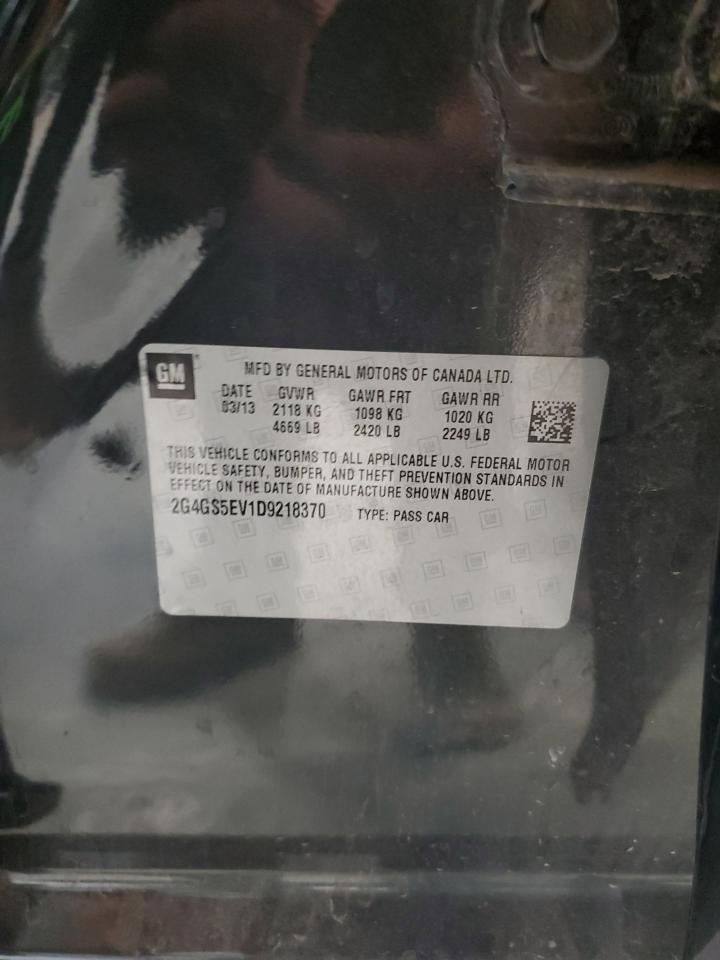 GM
MFD BY GENERAL MOTORS OF CANADA LTD.
DATE GVWR GAWR FRT GAWR RR
03/13 2118 KG 1098 KG 1020 KG
4669 LB 2420 LB 2249 LB
THIS VEHICLE CONFORMS TO ALL APPLICABLE U.S. FEDERAL MOTOR
VEHICLE SAFETY, BUMPER, AND THEFT PREVENTION STANDARDS IN
EFFECT ON THE DATE OF MANUFACTURE SHOWN ABOVE.
2G4GS5EV1D9218370 TYPE: PASS CAR